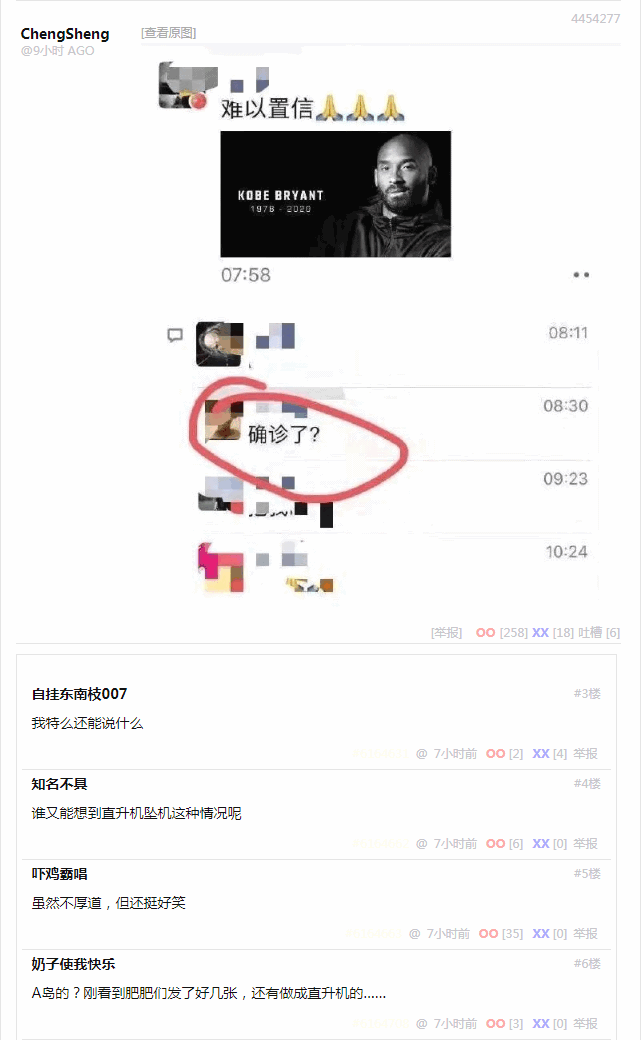 4454277
ChengSheng
[查看原图]
@9小时 AGO
难以置信🙏🙏🙏
KOBE BRYANT
1978 - 2020
07:58
08:11
08:30
确诊了?
09:23
10:24
[举报] OO [258] XX [18] 吐槽 [6]
自挂东南枝007 #3楼
我特么还能说什么
@ 7小时前 OO [2] XX [4] 举报
知名不具 #4楼
谁又能想到直升机坠机这种情况呢
@ 7小时前 OO [6] XX [0] 举报
吓鸡霸唱 #5楼
虽然不厚道，但还挺好笑
@ 7小时前 OO [35] XX [0] 举报
奶子使我快乐 #6楼
A岛的？刚看到肥肥们发了好几张，还有做成直升机的......
@ 7小时前 OO [3] XX [0] 举报